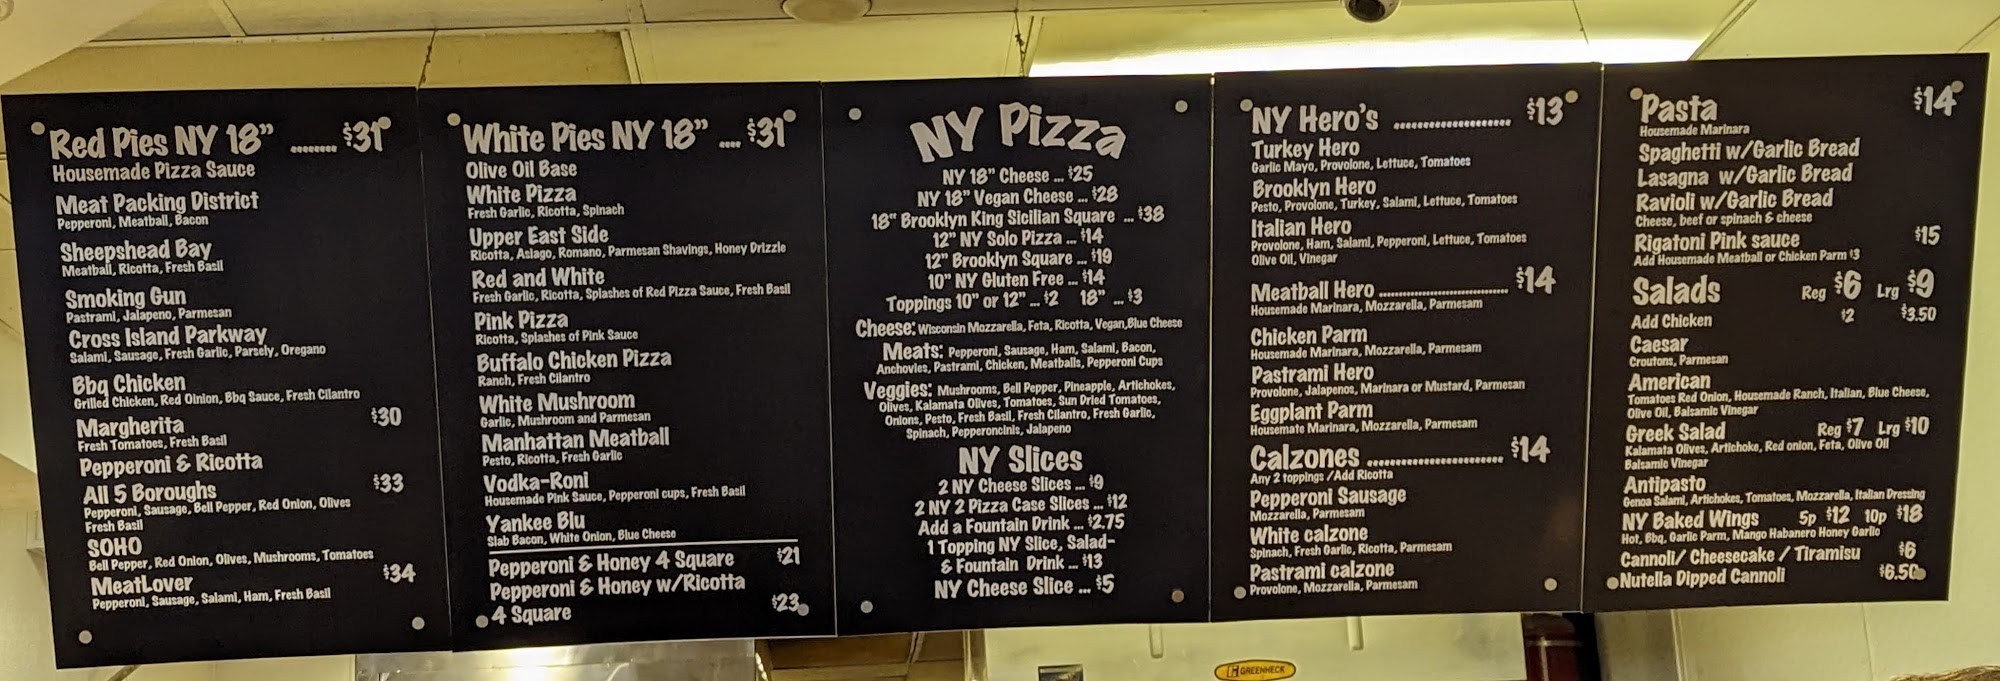 Red Pies NY 18” ........ $31
Housemade Pizza Sauce
Meat Packing District
Pepperoni, Meatball, Bacon
Sheepshead Bay
Meatball, Ricotta, Fresh Basil
Smoking Gun
Pastrami, Jalapeno, Parmesan
Cross Island Parkway
Salami, Sausage, Fresh Garlic, Parsely, Oregano
Bbq Chicken
Grilled Chicken, Red Oinion, Bbq Sauce, Fresh Cilantro
Margherita $30
Fresh Tomatoes, Fresh Basil
Pepperoni & Ricotta
All 5 Boroughs $33
Pepperoni, Sausage, Bell Pepper, Red Onion, Olives
Fresh Basil
SOHO
Bell Pepper, Red Onion, Olives, Mushrooms, Tomatoes
MeatLover $34
Pepperoni, Sausage, Salami, Ham, Fresh Basil
White Pies NY 18” .... $31
Olive Oil Base
White Pizza
Fresh Garlic, Ricotta, Spinach
Upper East Side
Ricotta, Asiago, Romano, Parmesan Shavings, Honey Drizzle
Red and White
Fresh Garlic, Ricotta, Splashes of Red Pizza Sauce, Fresh Basil
Pink Pizza
Ricotta, Splashes of Pink Sauce
Buffalo Chicken Pizza
Ranch, Fresh Cilantro
White Mushroom
Garlic, Mushroom and Parmesan
Manhattan Meatball
Pesto, Ricotta, Fresh Garlic
Vodka-Roni
Housemade Pink Sauce, Pepperoni cups, Fresh Basil
Yankee Blu
Slab Bacon, White Onion, Blue Cheese
Pepperoni & Honey 4 Square $21
Pepperoni & Honey w/Ricotta
4 Square $23
NY Pizza
NY 18” Cheese ... $25
NY 18” Vegan Cheese ... $28
18” Brooklyn King Sicilian Square ... $38
12” NY Solo Pizza ... $14
12” Brooklyn Square ... $19
10” NY Gluten Free ... $14
Toppings 10” or 12” ... $2 18” ... $3
Cheese: Wisconsin Mozzarella, Feta, Ricotta, Vegan,Blue Cheese
Meats: Pepperoni, Sausage, Ham, Salami, Bacon,
Anchovies, Pastrami, Chicken, Meatballs, Pepperoni Cups
Veggies: Mushrooms, Bell Pepper, Pineapple, Artichokes,
Olives, Kalamata Olives, Tomatoes, Sun Dried Tomatoes,
Onions, Pesto, Fresh Basil, Fresh Cilantro, Fresh Garlic,
Spinach, Pepperoncinis, Jalapeno
NY Slices
2 NY Cheese Slices ... $9
2 NY 2 Pizza Case Slices ... $12
Add a Fountain Drink ... $2.75
1 Topping NY Slice, Salad-
& Fountain Drink ... $13
NY Cheese Slice ... $5
NY Hero's ...................... $13
Turkey Hero
Garlic Mayo, Provolone, Lettuce, Tomatoes
Brooklyn Hero
Pesto, Provolone, Turkey, Salami, Lettuce, Tomatoes
Italian Hero
Provolone, Ham, Salami, Pepperoni, Lettuce, Tomatoes
Olive Oil, Vinegar
Meatball Hero .............................. $14
Housemade Marinara, Mozzarella, Parmesam
Chicken Parm
Housemade Marinara, Mozzarella, Parmesam
Pastrami Hero
Provolone, Jalapenos, Marinara or Mustard, Parmesan
Eggplant Parm
Housemate Marinara, Mozzarella, Parmesam
Calzones .......................... $14
Any 2 toppings /Add Ricotta
Pepperoni Sausage
Mozzarella, Parmesam
White calzone
Spinach, Fresh Garlic, Ricotta, Parmesam
Pastrami calzone
Provolone, Mozzarella, Parmesam
Pasta $14
Housemade Marinara
Spaghetti w/Garlic Bread
Lasagna w/Garlic Bread
Ravioli w/Garlic Bread
Cheese, beef or spinach & cheese
Rigatoni Pink sauce $15
Add Housemade Meatball or Chicken Parm $3
Salads Reg $6 Lrg $9
Add Chicken $2 $3.50
Caesar
Croutons, Parmesan
American
Tomatoes Red Onion, Housemade Ranch, Italian, Blue Cheese,
Olive Oil, Balsamic Vinegar
Greek Salad Reg $7 Lrg $10
Kalamata Olives, Artichoke, Red onion, Feta, Olive Oil
Balsamic Vinegar
Antipasto
Genoa Salami, Artichokes, Tomatoes, Mozzarella, Italian Dressing
NY Baked Wings 5p $12 10p $18
Hot, Bbq, Garlic Parm, Mango Habanero Honey Garlic
Cannoli/ Cheesecake / Tiramisu $6
Nutella Dipped Cannoli $6.50
GREENHECK